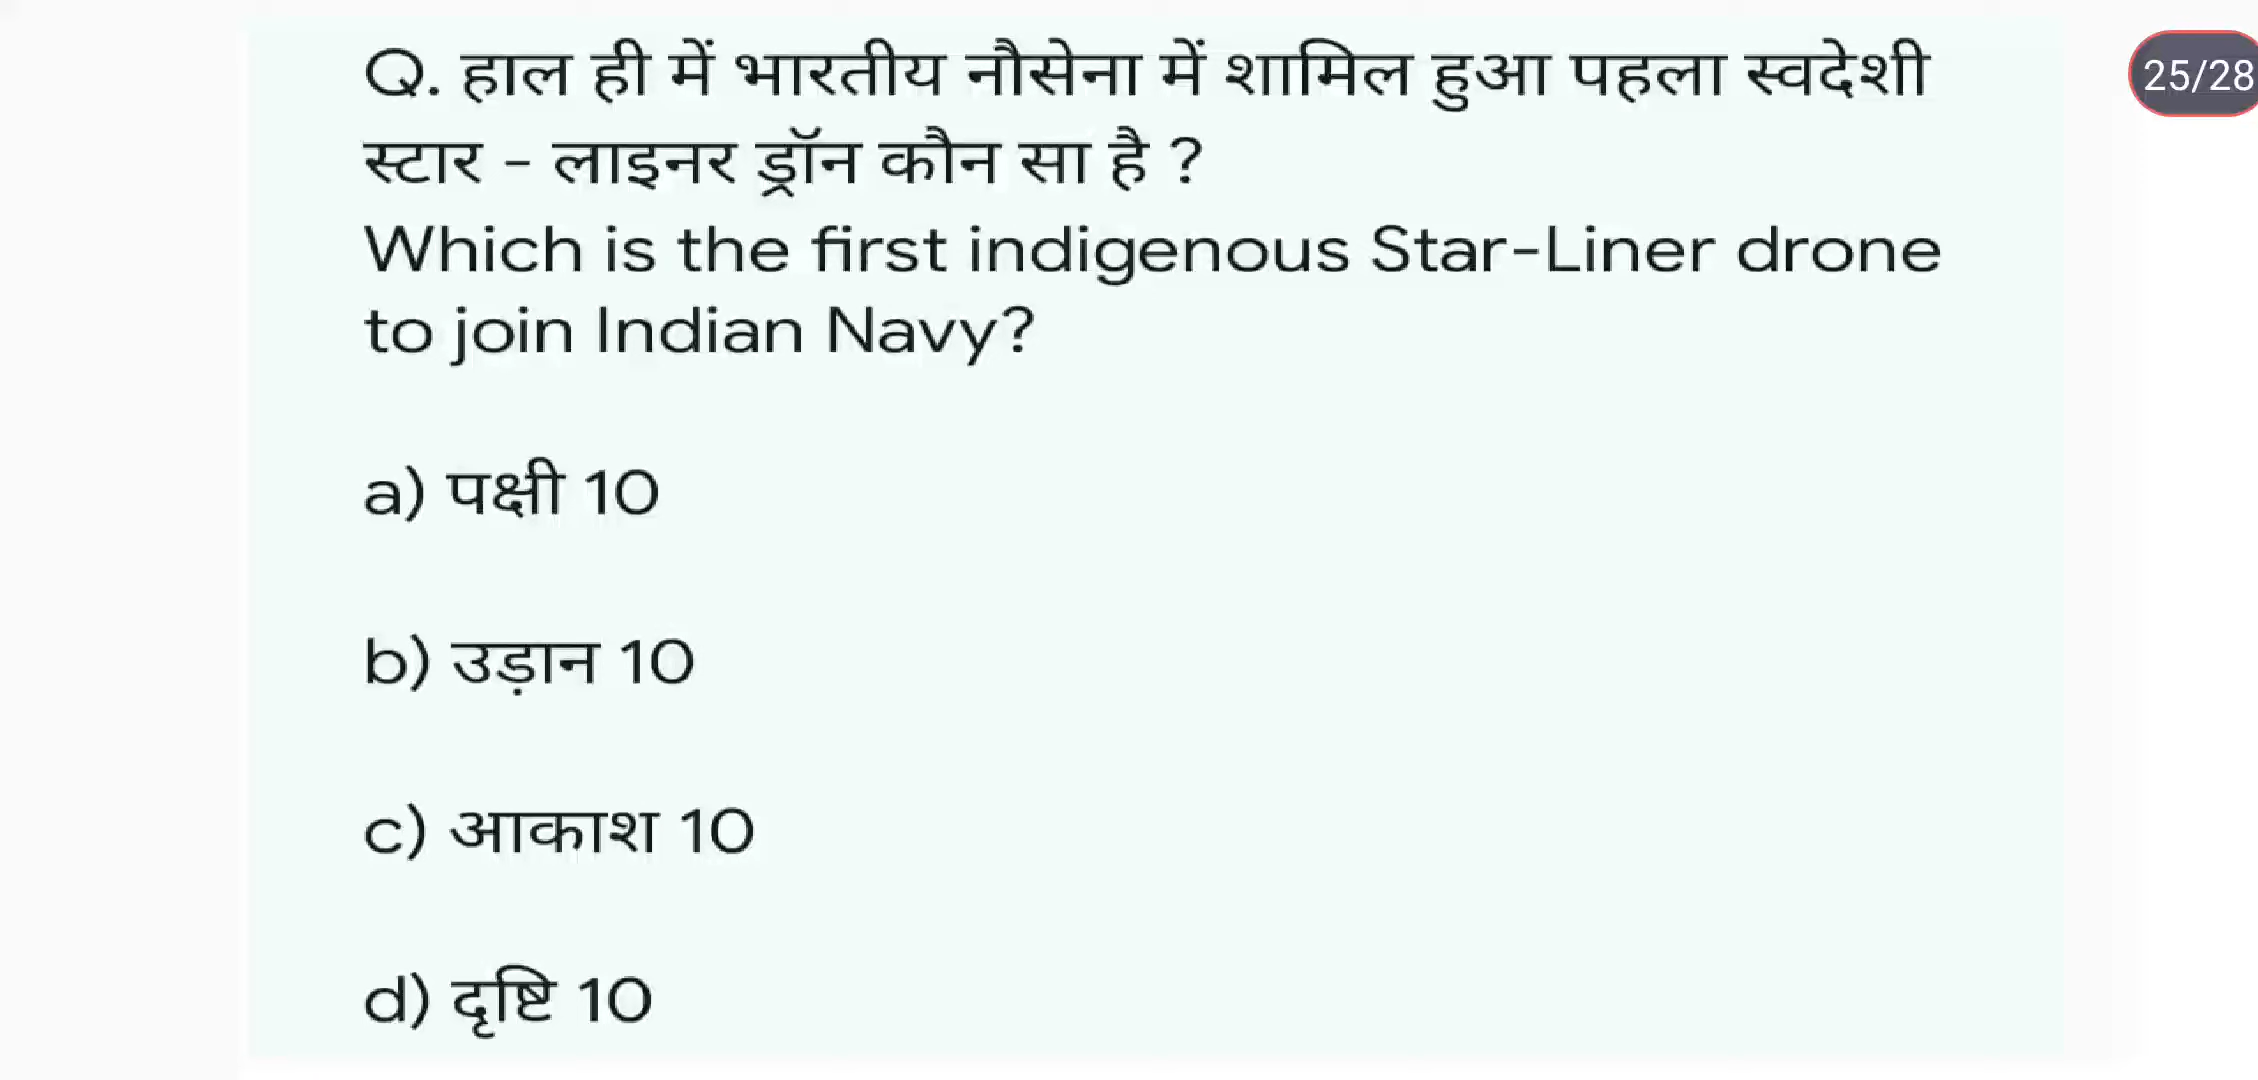 Q. हाल ही में भारतीय नौसेना में शामिल हुआ पहला स्वदेशी
25/28
स्टार - लाइनर ड्रॉन कौन सा है ?
Which is the first indigenous Star-Liner drone
to join Indian Navy?
a) पक्षी 10
b) उड़ान 10
c) आकाश 10
d) दृष्टि 10